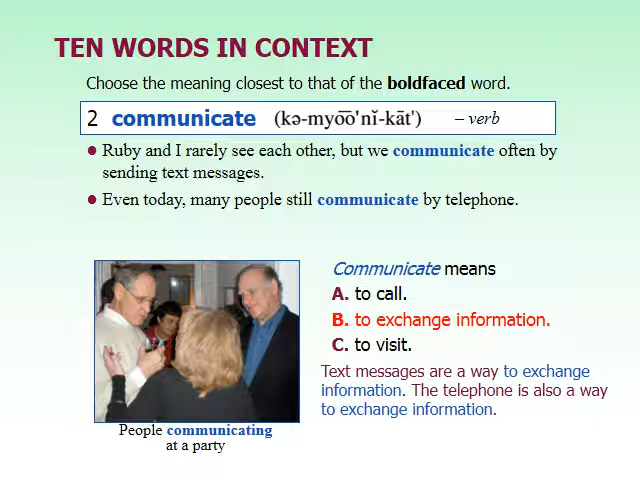 TEN WORDS IN CONTEXT
Choose the meaning closest to that of the boldfaced word.
2 communicate (kə-myo͞oʹnĭ-kātʹ) – verb
● Ruby and I rarely see each other, but we communicate often by
sending text messages.
● Even today, many people still communicate by telephone.
Communicate means
A. to call.
B. to exchange information.
C. to visit.
Text messages are a way to exchange
information. The telephone is also a way
to exchange information.
People communicating
at a party